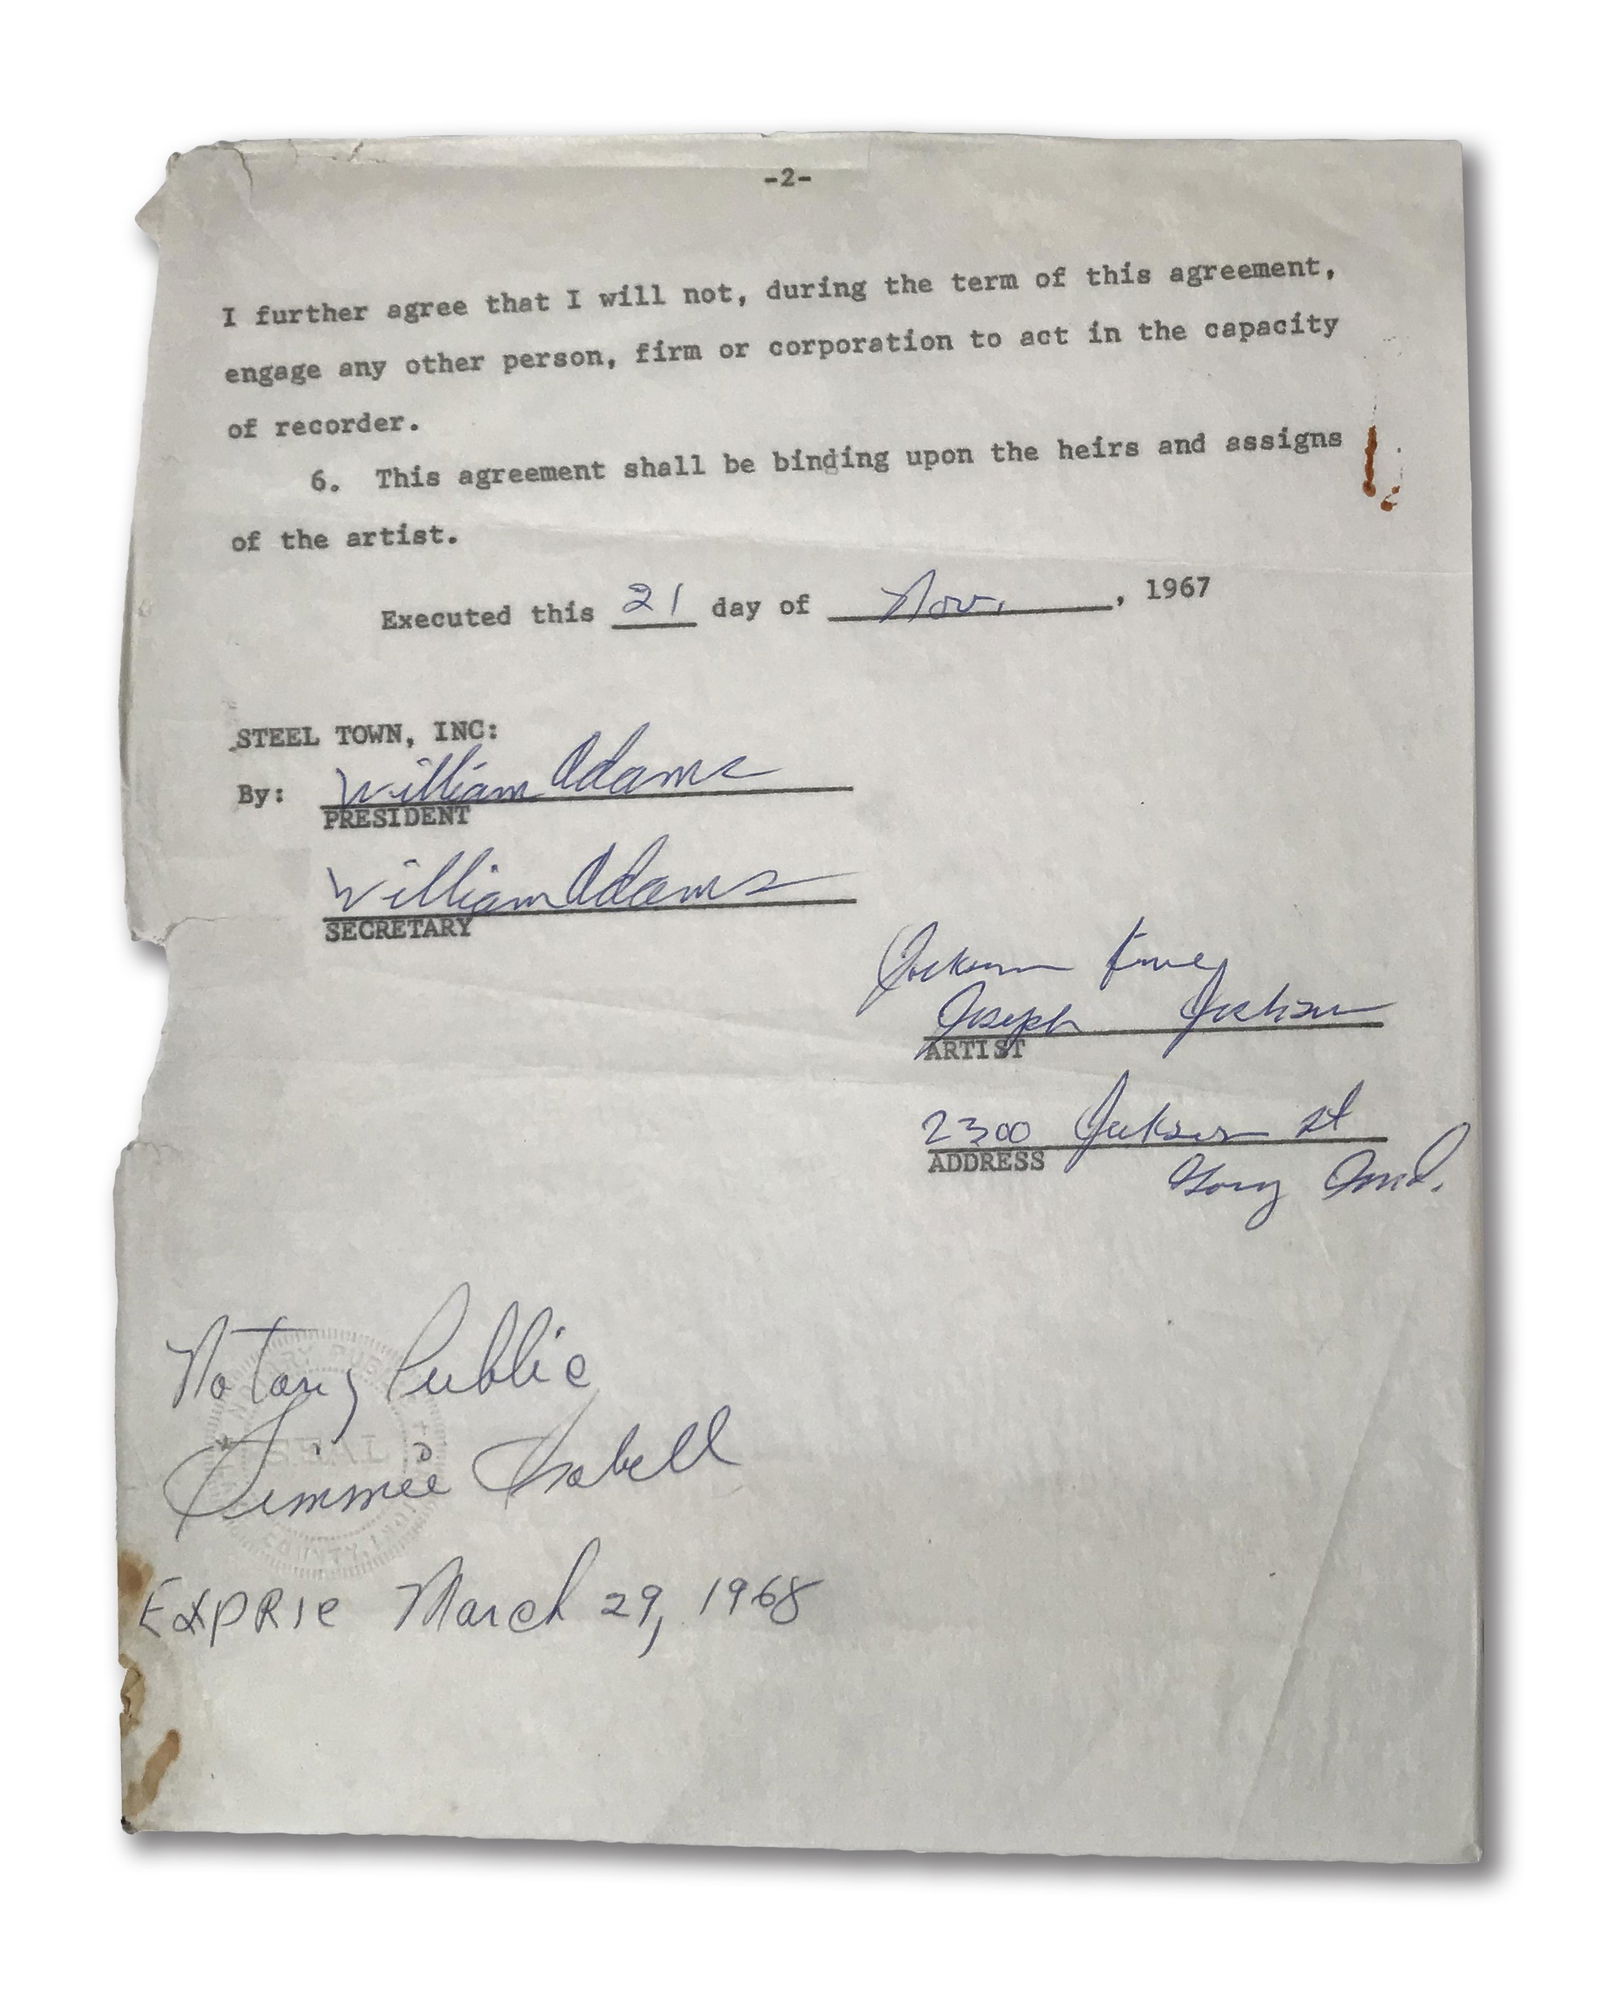 -2-
I further agree that I will not, during the term of this agreement,
engage any other person, firm or corporation to act in the capacity
of recorder.
6. This agreement shall be binding upon the heirs and assigns
of the artist.
Executed this 21 day of Nov. , 1967
STEEL TOWN, INC:
By: William Adams
PRESIDENT
William Adams
SECRETARY
Jackson Five
Joseph Jackson
ARTIST
2300 Jackson St
ADDRESS
Gary Ind.
Notary Public
Jimmie D Isabell
SEAL
EXPRIe March 29, 1968